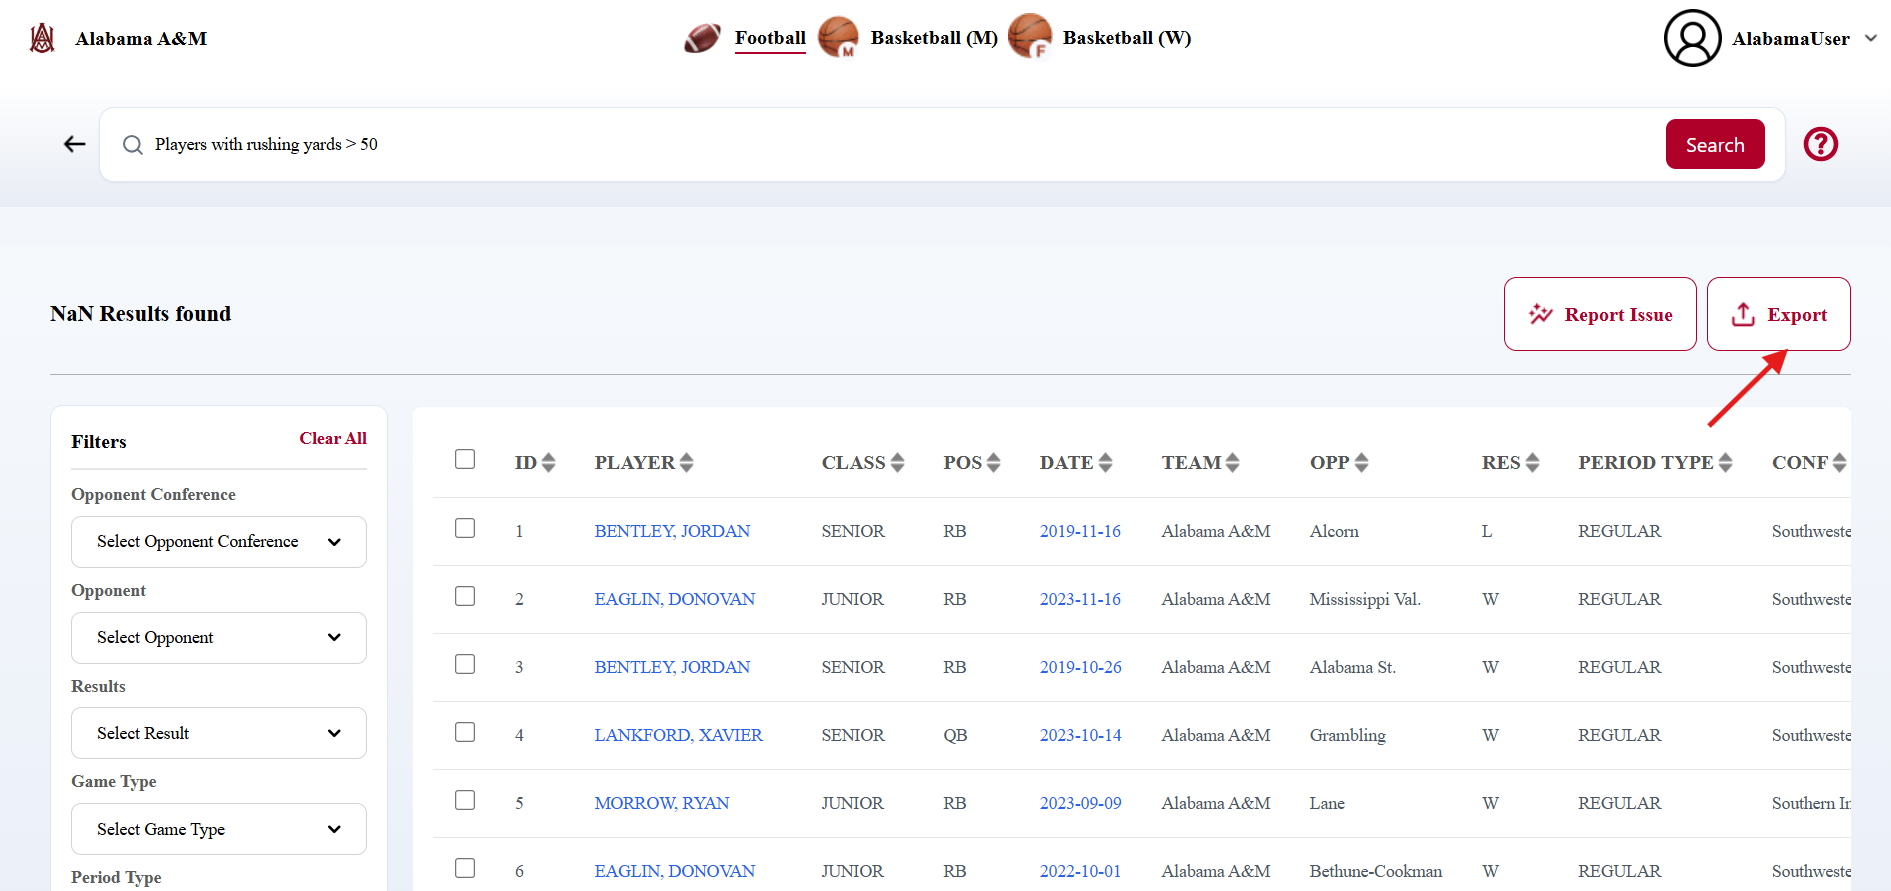 Alabama A&M
Football
M
Basketball (M)
F
Basketball (W)
AlabamaUser
Players with rushing yards > 50
Search
?
NaN Results found
Report Issue
Export
Filters
Clear All
Opponent Conference
Select Opponent Conference
Opponent
Select Opponent
Results
Select Result
Game Type
Select Game Type
Period Type
ID PLAYER CLASS POS DATE TEAM OPP RES PERIOD TYPE CONF
1 BENTLEY, JORDAN SENIOR RB 2019-11-16 Alabama A&M Alcorn L REGULAR Southweste
2 EAGLIN, DONOVAN JUNIOR RB 2023-11-16 Alabama A&M Mississippi Val. W REGULAR Southweste
3 BENTLEY, JORDAN SENIOR RB 2019-10-26 Alabama A&M Alabama St. W REGULAR Southweste
4 LANKFORD, XAVIER SENIOR QB 2023-10-14 Alabama A&M Grambling W REGULAR Southweste
5 MORROW, RYAN JUNIOR RB 2023-09-09 Alabama A&M Lane W REGULAR Southern In
6 EAGLIN, DONOVAN JUNIOR RB 2022-10-01 Alabama A&M Bethune-Cookman W REGULAR Southweste